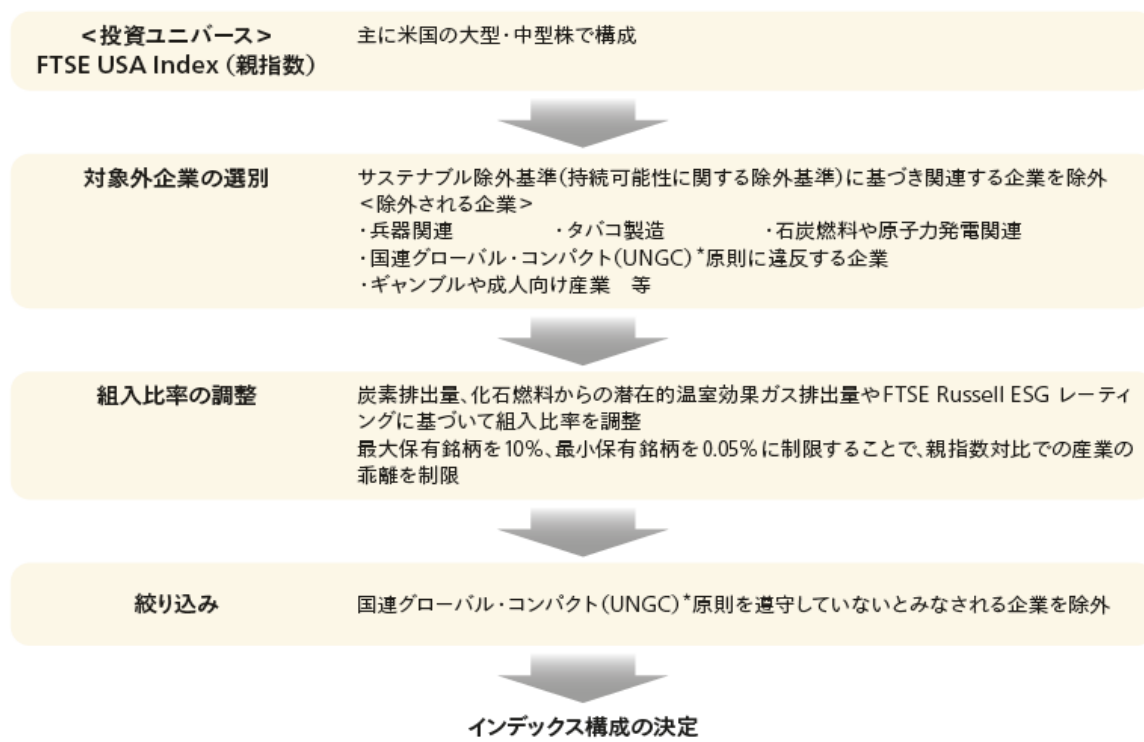 <投資ユニバース>
FTSE USA Index (親指数)
主に米国の大型・中型株で構成
対象外企業の選別
サステナブル除外基準(持続可能性に関する除外基準)に基づき関連する企業を除外
<除外される企業>
・兵器関連 ・タバコ製造 ・石炭燃料や原子力発電関連
・国連グローバル・コンパクト(UNGC)*原則に違反する企業
・ギャンブルや成人向け産業 等
組入比率の調整
炭素排出量、化石燃料からの潜在的温室効果ガス排出量やFTSE Russell ESG レーティ
ングに基づいて組入比率を調整
最大保有銘柄を10%、最小保有銘柄を0.05%に制限することで、親指数対比での産業の
乖離を制限
絞り込み
国連グローバル・コンパクト(UNGC)*原則を遵守していないとみなされる企業を除外
インデックス構成の決定